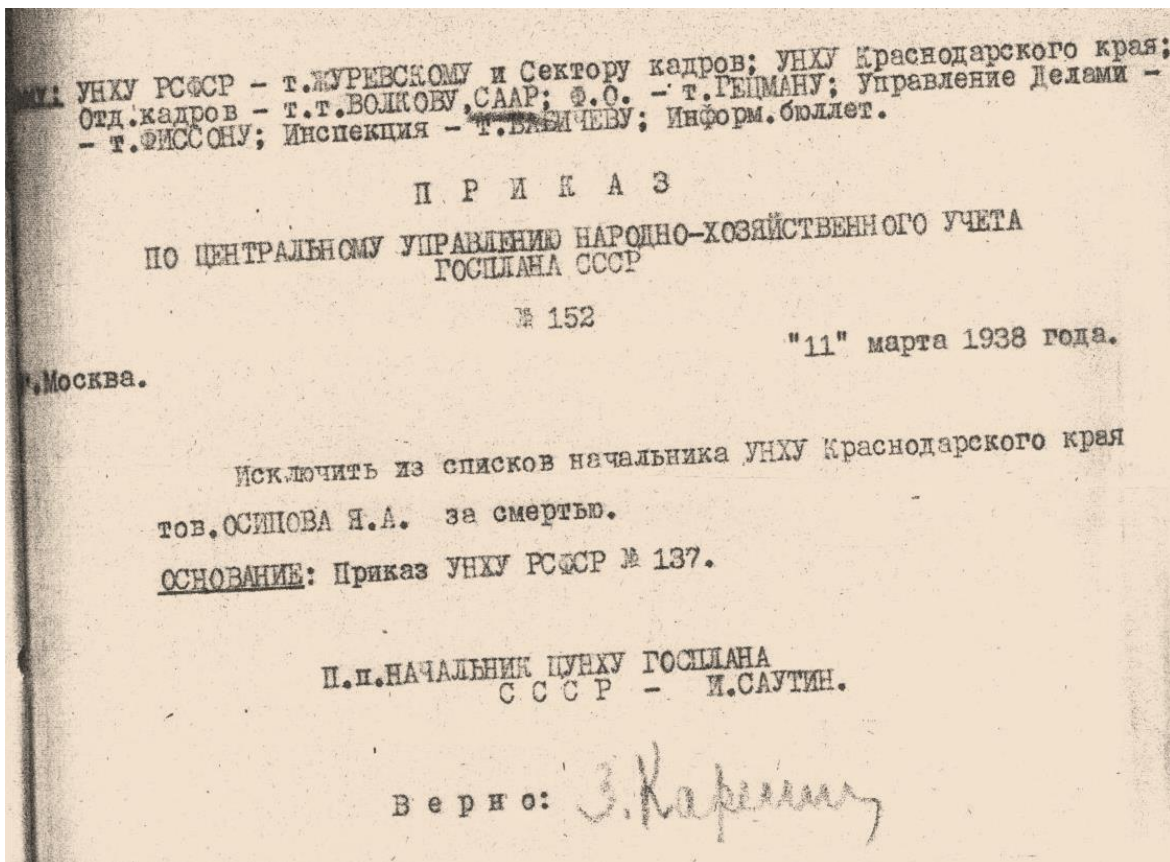 УНХУ РСФСР - т.ЖУРЕВСКОМУ и Сектору кадров; УНХУ Краснодарского края;
Отд.кадров - т.т.ВОЛКОВУ,СААР; Ф.О. - т.ГЕЦМАНУ; Управление Делами -
- т.ФИССОНУ; Инспекция - т.БАБИЧЕВУ; Информ.бюллет.
П Р И К А З
ПО ЦЕНТРАЛЬНОМУ УПРАВЛЕНИЮ НАРОДНО-ХОЗЯЙСТВЕННОГО УЧЕТА
ГОСПЛАНА СССР
№ 152
"11" марта 1938 года.
г.Москва.
Исключить из списков начальника УНХУ Краснодарского края
тов.ОСИПОВА Я.А. за смертью.
ОСНОВАНИЕ: Приказ УНХУ РСФСР № 137.
П.п.НАЧАЛЬНИК ЦУНХУ ГОСПЛАНА
С С С Р - И.САУТИН.
В е р н о: